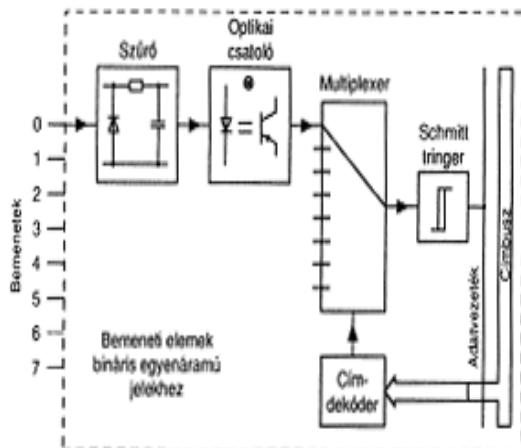 Szűrő
Optikai
csatoló
Multiplexer
Schmitt
tringer
Bemenetek
0
1
2
3
4
5
6
7
Bemeneti elemek
bináris egyenáramú
jelekhez
Cím-
dekóder
Adatvezeték
Címbusz